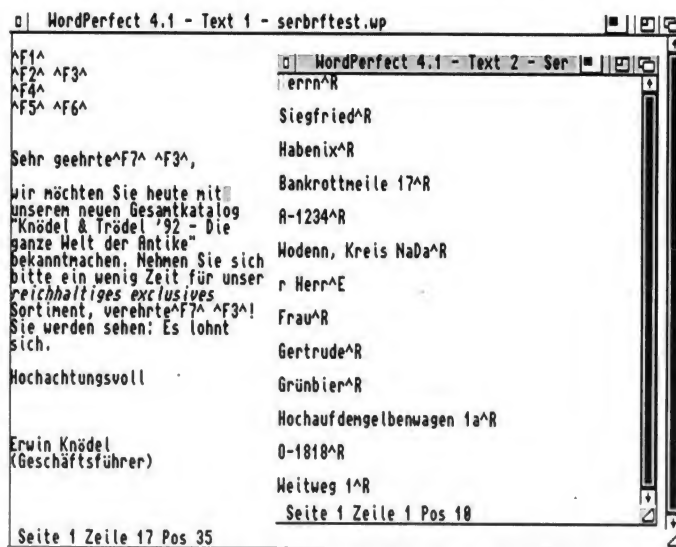 WordPerfect 4.1 - Text 1 - serbrftest.wp
^F1^
^F2^ ^F3^
^F4^
^F5^ ^F6^
Sehr geehrte^F7^ ^F3^,
wir möchten Sie heute mit
unserem neuen Gesamtkatalog
"Knödel & Trödel '92 - Die
ganze Welt der Antike"
bekanntmachen. Nehmen Sie sich
bitte ein wenig Zeit für unser
reichhaltiges exclusives
Sortiment, verehrte^F7^ ^F3^!
Sie werden sehen: Es lohnt
sich.
Hochachtungsvoll
Erwin Knödel
(Geschäftsführer)
Seite 1 Zeile 17 Pos 35
WordPerfect 4.1 - Text 2 - Ser
errn^R
Siegfried^R
Habenix^R
Bankrottmeile 17^R
A-1234^R
Wodenn, Kreis NaDa^R
r Herr^E
Frau^R
Gertrude^R
Grünbier^R
Hochaufdemgelbenwagen 1a^R
O-1818^R
Weitweg 1^R
Seite 1 Zeile 1 Pos 10